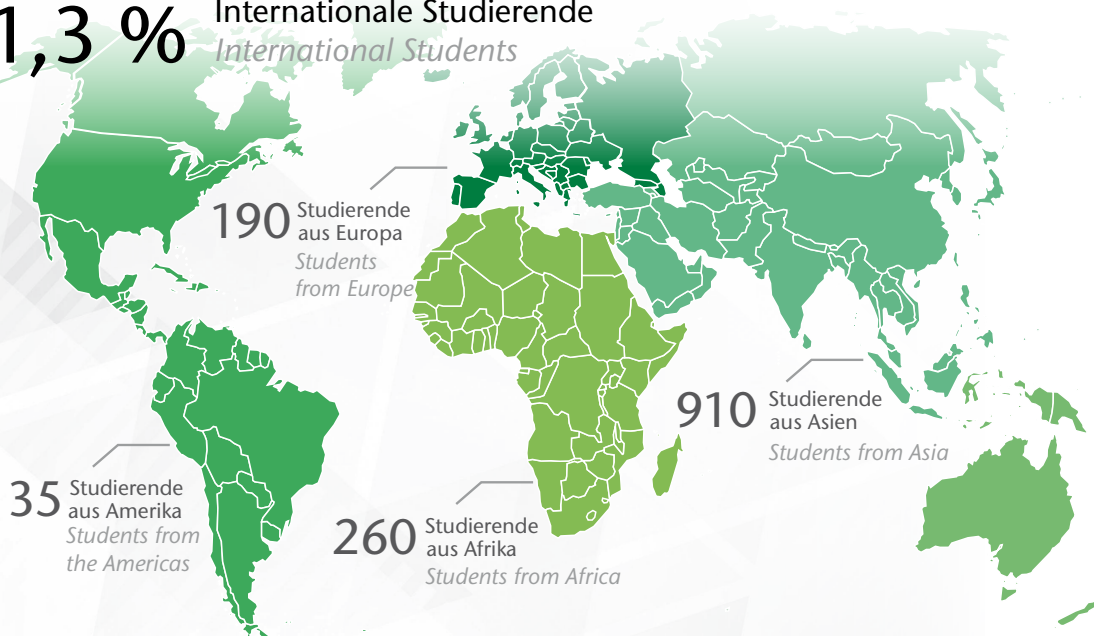 1,3 %
Internationale Studierende
International Students
190
Studierende
aus Europa
Students
from Europe
910
Studierende
aus Asien
Students from Asia
35
Studierende
aus Amerika
Students from
the Americas
260
Studierende
aus Afrika
Students from Africa